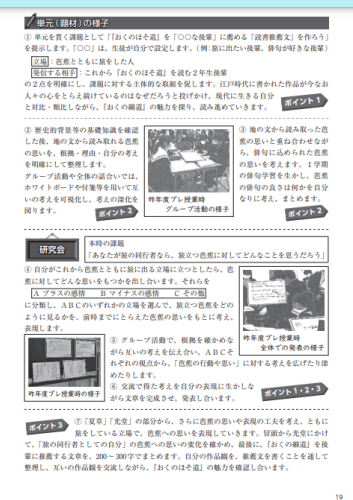 単元（題材）の様子
① 単元を貫く課題として「『おくのほそ道』を「〇〇な後輩」に薦める「読書推薦文」を作ろう」
を提示します。「〇〇」は、生徒が自分で設定します。（例：旅に出たい後輩、俳句が好きな後輩）
立場：芭蕉とともに旅をした人
発信する相手：これから『おくのほそ道』を読む２年生後輩
の２点を明確にし、課題に対する主体的な取組を促します。江戸時代に書かれた作品が今なお
人々の心をとらえ続けているのはなぜだろうと投げかけ、現代に生きる自分
と対比・類比しながら、『おくの細道』の魅力を探り、読み進めていきます。
ポイント１
② 歴史的背景等の基礎知識を確認
した後、地の文から読み取れる芭蕉
の思いを、根拠・理由・自分の考え
を明確にして整理します。
グループ活動や全体の話合いでは、
ホワイトボードや付箋等を用いて互
いの考えを可視化し、考えの深化を
図ります。
ポイント２
昨年度プレ授業時
グループ活動の様子
③ 地の文から読み取った芭
蕉の思いと重ね合わせなが
ら、俳句に込められた芭蕉
の思いを考えます。１学期
の俳句学習を生かし、芭蕉
の俳句の良さは何かを自分
なりに考え、まとめます。
ポイント２
研究会
本時の課題
「あなたが旅の同行者なら、旅立つ芭蕉に対してどんなことを思うだろう」
④ 自分がこれから芭蕉とともに旅に出る立場に立つとしたら、芭
蕉に対してどんな思いをもつかを出し合います。それらを
A プラスの感情　B マイナスの感情　C その他
に分類し、ＡＢＣのいずれかの立場を選んで、旅立つ芭蕉をどの
ように見るかを、前時までにとらえた芭蕉の思いをもとに考え、
表現します。
昨年度プレ授業時
全体での発表の様子
昨年度プレ授業時の様子
⑤ グループ活動で、根拠を確かめな
がら互いの考えを伝え合い、ＡＢＣそ
れぞれの視点から、「芭蕉の行動や思い」に対する考えを広げたり深
めたりします。
⑥ 交流で得た考えを自分の表現に生かしな
がら文章を完成させ、発表し合います。
ポイント１・２・３
ポイント３
⑦「夏草」「光堂」の部分から、さらに芭蕉の思いや表現の工夫を考え、ともに
旅をしている立場で、芭蕉への思いを表現していきます。冒頭から光堂にかけ
て、「旅の同行者としての自分」の芭蕉への思いの変化を確かめ、最後に、『おくの細道』を後
輩に推薦する文章を、200～300字でまとめます。自分の作品観を、推薦文を書くことを通して
整理し、互いの作品観を交流しながら、『おくのほそ道』の魅力を確認し合います。
19